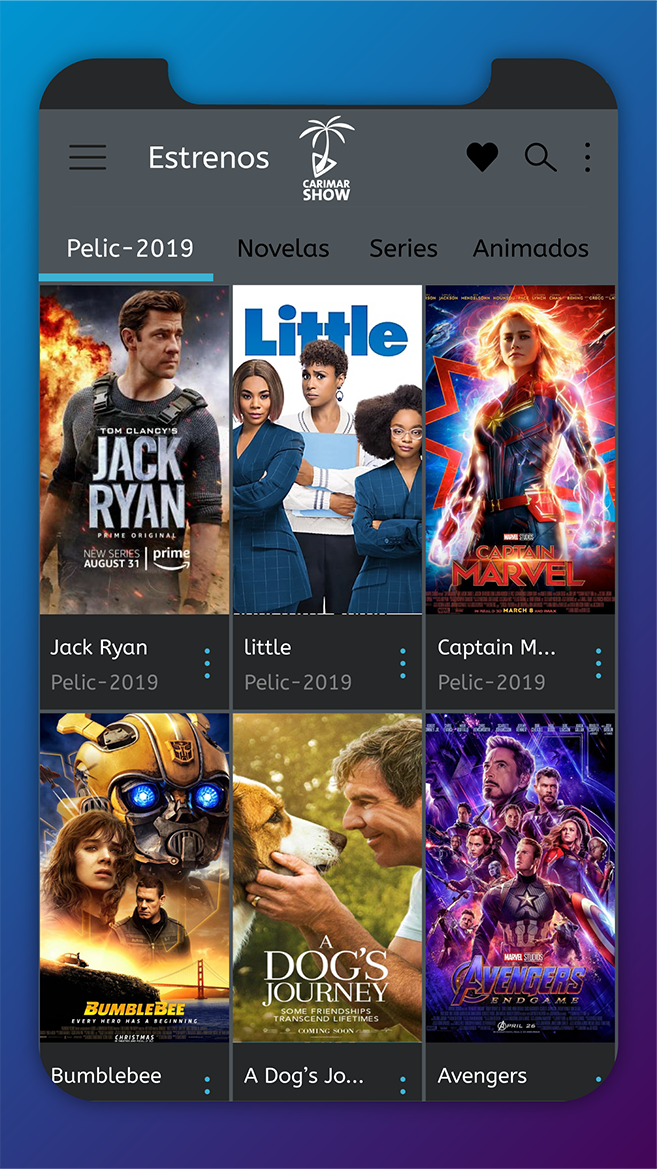 Estrenos
CARIMAR
SHOW
Pelic-2019
Novelas
Series
Animados
TOM CLANCY'S
JACK
RYAN
PRIME ORIGINAL
NEW SERIES
AUGUST 31
prime
Little
MARVEL STUDIOS
CAPTAIN
MARVEL
MARCH 8
Jack Ryan
Pelic-2019
little
Pelic-2019
Captain M...
Pelic-2019
BUMBLEBEE
EVERY HERO HAS A BEGINNING
CHRISTMAS
A
DOG'S
JOURNEY
SOME FRIENDSHIPS
TRANSCEND LIFETIMES
COMING SOON
MARVEL STUDIOS
AVENGERS
ENDGAME
APRIL 26
Bumblebee
A Dog's Jo...
Avengers